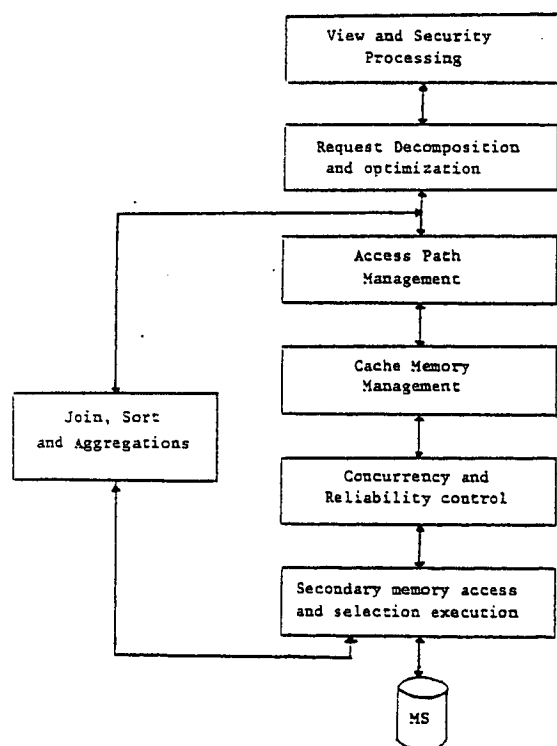 View and Security
Processing
Request Decomposition
and optimization
Access Path
Management
Cache Memory
Management
Join, Sort
and Aggregations
Concurrency and
Reliability control
Secondary memory access
and selection execution
MS